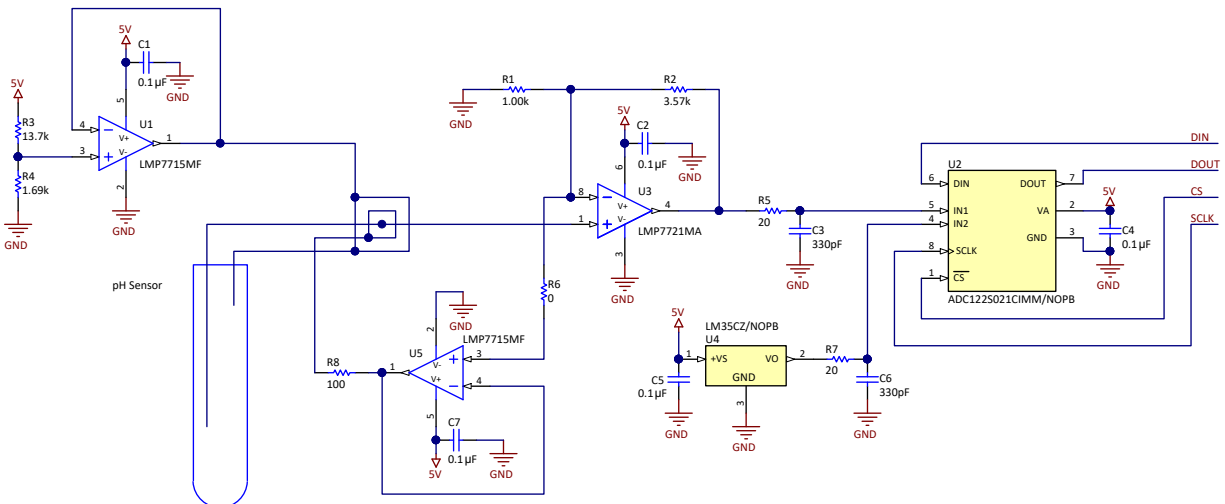 5V
R3
13.7k
R4
1.69k
GND
5V
C1
0.1µF
GND
5
4
3
V+
V-
1
2
U1
LMP7715MF
GND
pH Sensor
R1
1.00k
GND
R2
3.57k
5V
C2
0.1µF
GND
6
8
1
V+
V-
4
3
U3
LMP7721MA
GND
R5
20
C3
330pF
GND
R6
0
GND
LMP7715MF
2
U5
V-
V+
3
4
1
5
R8
100
C7
0.1µF
GND
5V
5V
LM35CZ/NOPB
U4
1
+VS
VO
2
GND
3
C5
0.1µF
GND
GND
R7
20
C6
330pF
GND
U2
6
DIN
DOUT
7
5
IN1
VA
2
4
IN2
GND
3
8
SCLK
1
CS
ADC122S021CIMM/NOPB
5V
C4
0.1µF
GND
DIN
DOUT
CS
SCLK